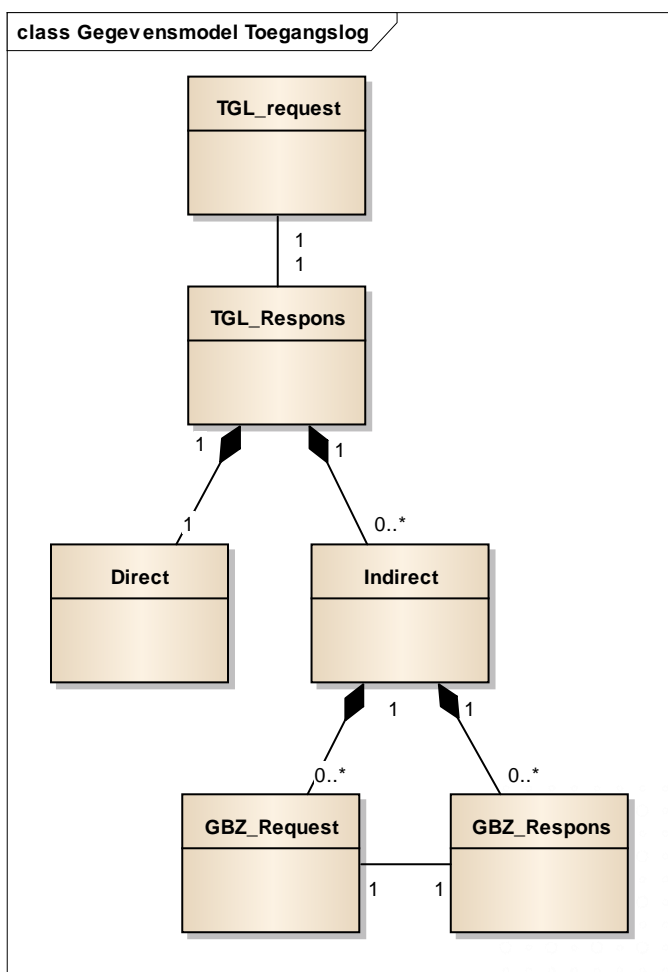 class Gegevensmodel Toegangslog
TGL_request
1
1
TGL_Respons
1
1
1
0..*
Direct
Indirect
1
1
0..*
0..*
GBZ_Request
GBZ_Respons
1
1